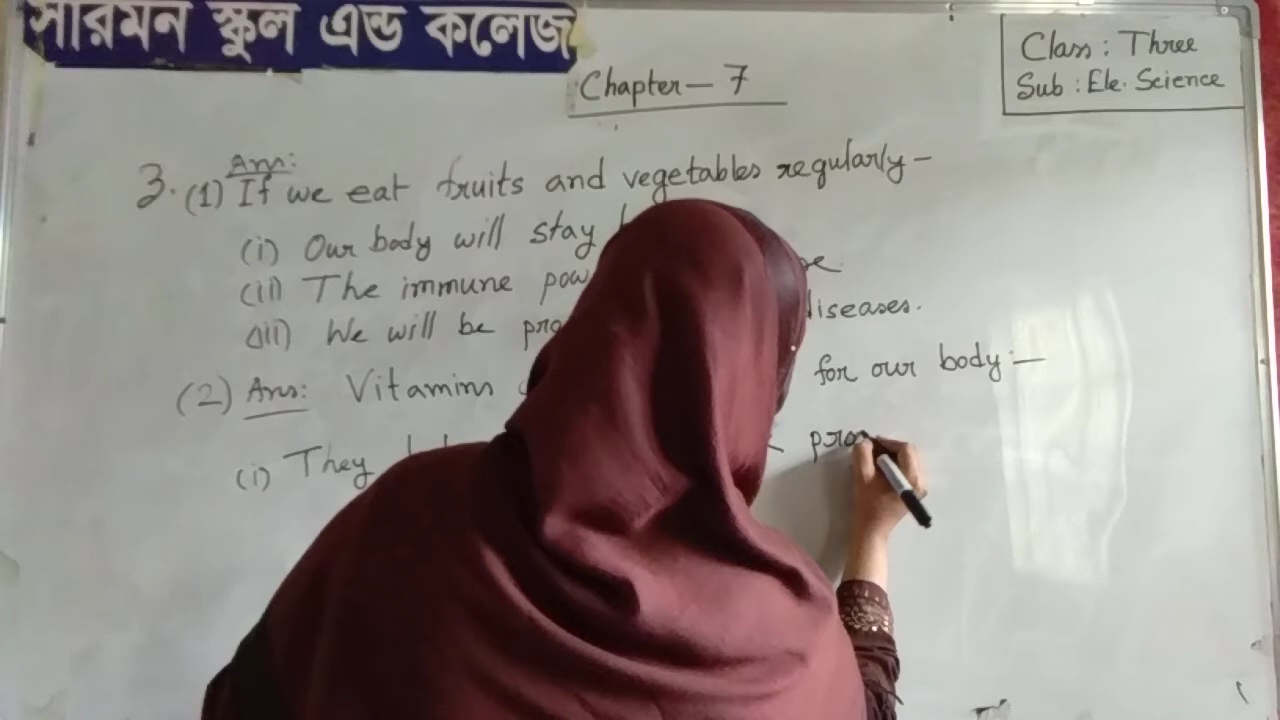 সারমন স্কুল এন্ড কলেজ
Class : Three
Sub : Ele. Science
Chapter – 7
Ans:
3. (1) If we eat fruits and vegetables regularly –
(i) Our body will stay
(ii) The immune
(iii) We will be diseases.
(2) Ans: Vitamins for our body :–
(i) They